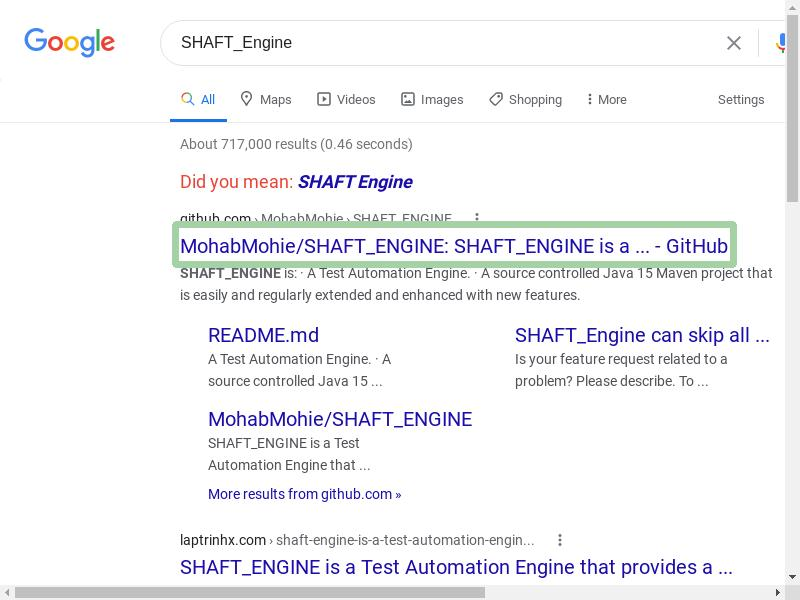 Google
SHAFT_Engine
All Maps Videos Images Shopping More Settings
About 717,000 results (0.46 seconds)
Did you mean: SHAFT Engine
github.com › MohabMohie › SHAFT_ENGINE
MohabMohie/SHAFT_ENGINE: SHAFT_ENGINE is a ... - GitHub
SHAFT_ENGINE is: · A Test Automation Engine. · A source controlled Java 15 Maven project that
is easily and regularly extended and enhanced with new features.
README.md
A Test Automation Engine. · A
source controlled Java 15 ...
SHAFT_Engine can skip all ...
Is your feature request related to a
problem? Please describe. To ...
MohabMohie/SHAFT_ENGINE
SHAFT_ENGINE is a Test
Automation Engine that ...
More results from github.com »
laptrinhx.com › shaft-engine-is-a-test-automation-engin...
SHAFT_ENGINE is a Test Automation Engine that provides a ...